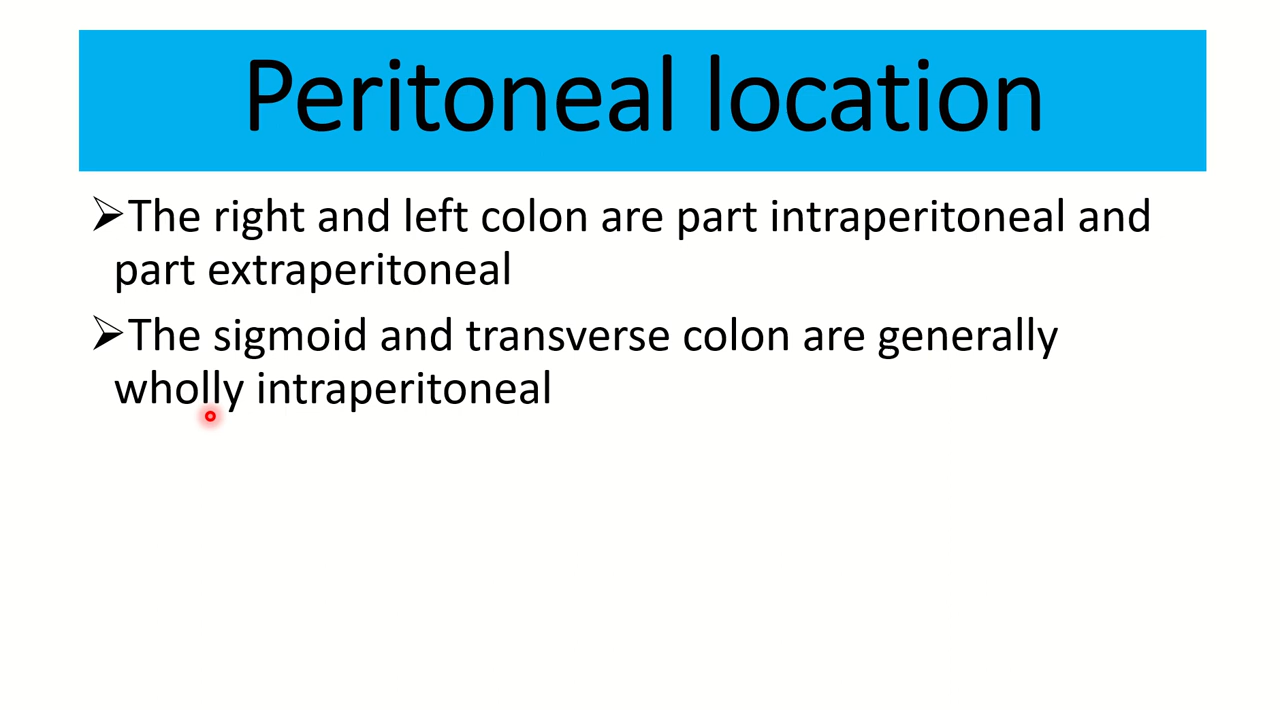 Peritoneal location
➢The right and left colon are part intraperitoneal and
part extraperitoneal
➢The sigmoid and transverse colon are generally
wholly intraperitoneal